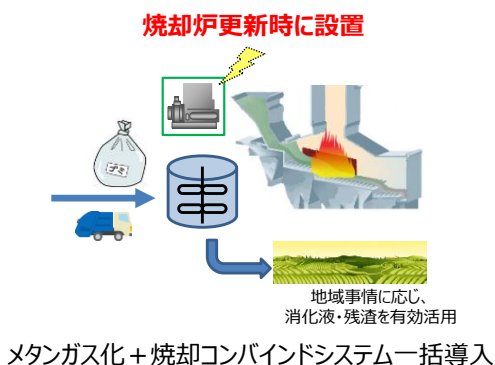 焼却炉更新時に設置
ゴミ
地域事情に応じ、
消化液・残渣を有効活用
メタンガス化＋焼却コンバインドシステム一括導入